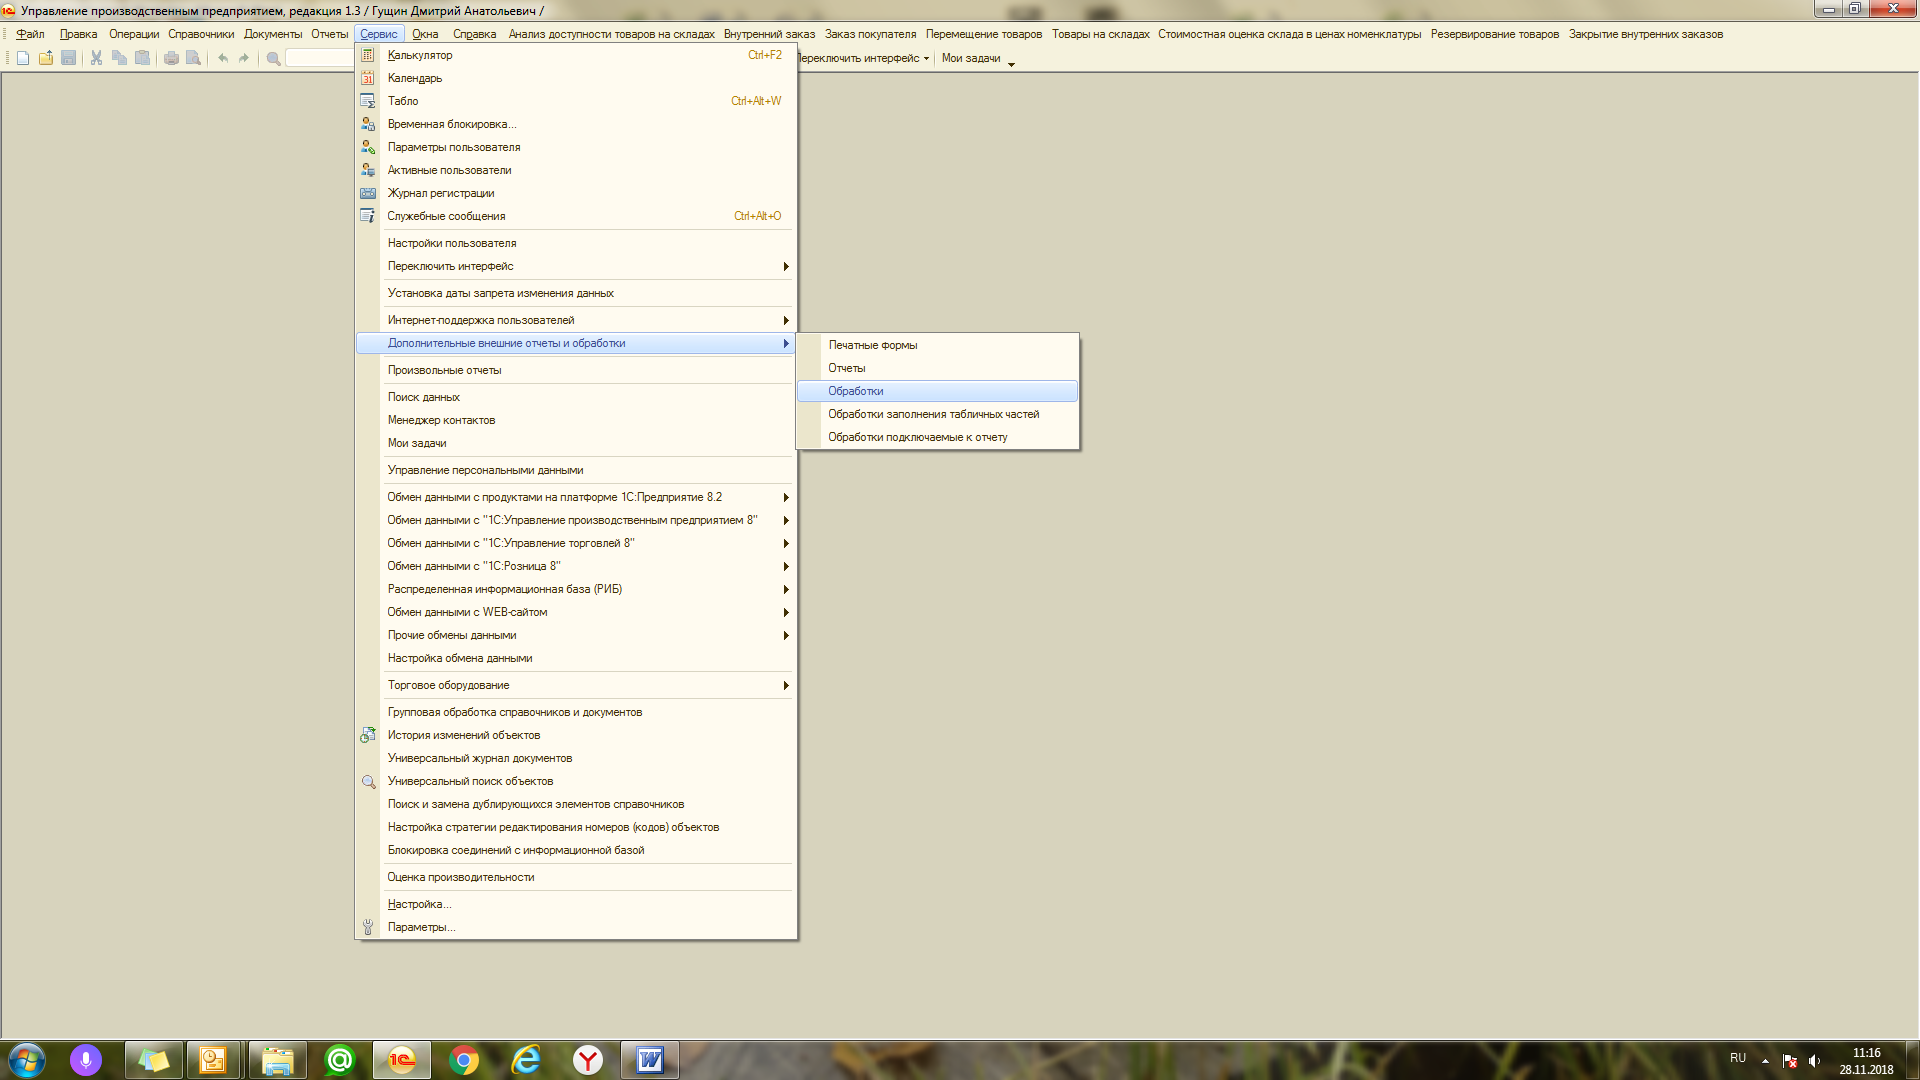 Управление производственным предприятием, редакция 1.3 / Гущин Дмитрий Анатольевич /
Файл Правка Операции Справочники Документы Отчеты Сервис Окна Справка Анализ доступности товаров на складах Внутренний заказ Заказ покупателя Перемещение товаров Товары на складах Стоимостная оценка склада в ценах номенклатуры Резервирование товаров Закрытие внутренних заказов
Переключить интерфейс Мои задачи
Калькулятор Ctrl+F2
Календарь
Табло Ctrl+Alt+W
Временная блокировка...
Параметры пользователя
Активные пользователи
Журнал регистрации
Служебные сообщения Ctrl+Alt+O
Настройки пользователя
Переключить интерфейс
Установка даты запрета изменения данных
Интернет-поддержка пользователей
Дополнительные внешние отчеты и обработки
Печатные формы
Отчеты
Обработки
Обработки заполнения табличных частей
Обработки подключаемые к отчету
Произвольные отчеты
Поиск данных
Менеджер контактов
Мои задачи
Управление персональными данными
Обмен данными с продуктами на платформе 1С:Предприятие 8.2
Обмен данными с "1С:Управление производственным предприятием 8"
Обмен данными с "1С:Управление торговлей 8"
Обмен данными с "1С:Розница 8"
Распределенная информационная база (РИБ)
Обмен данными с WEB-сайтом
Прочие обмены данными
Настройка обмена данными
Торговое оборудование
Групповая обработка справочников и документов
История изменений объектов
Универсальный журнал документов
Универсальный поиск объектов
Поиск и замена дублирующихся элементов справочников
Настройка стратегии редактирования номеров (кодов) объектов
Блокировка соединений с информационной базой
Оценка производительности
Настройка...
Параметры...
RU
11:16
28.11.2018